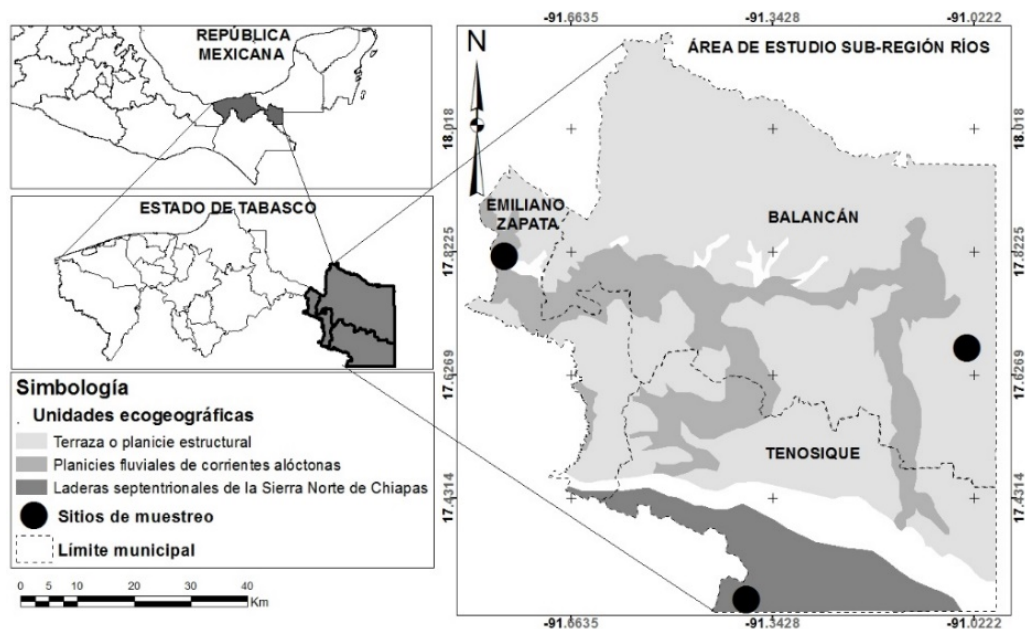 REPÚBLICA
MEXICANA
ESTADO DE TABASCO
Simbología
. Unidades ecogeográficas
Terraza o planicie estructural
Planicies fluviales de corrientes alóctonas
Laderas septentrionales de la Sierra Norte de Chiapas
Sitios de muestreo
Límite municipal
0 5 10 20 30 40
Km
-91.6635 -91.3428 -91.0222
N
ÁREA DE ESTUDIO SUB-REGIÓN RÍOS
EMILIANO
ZAPATA
BALANCÁN
TENOSIQUE
18.018
17.8225
17.6269
17.4314
18.018
17.8225
17.6269
17.4314
-91.6635 -91.3428 -91.0222